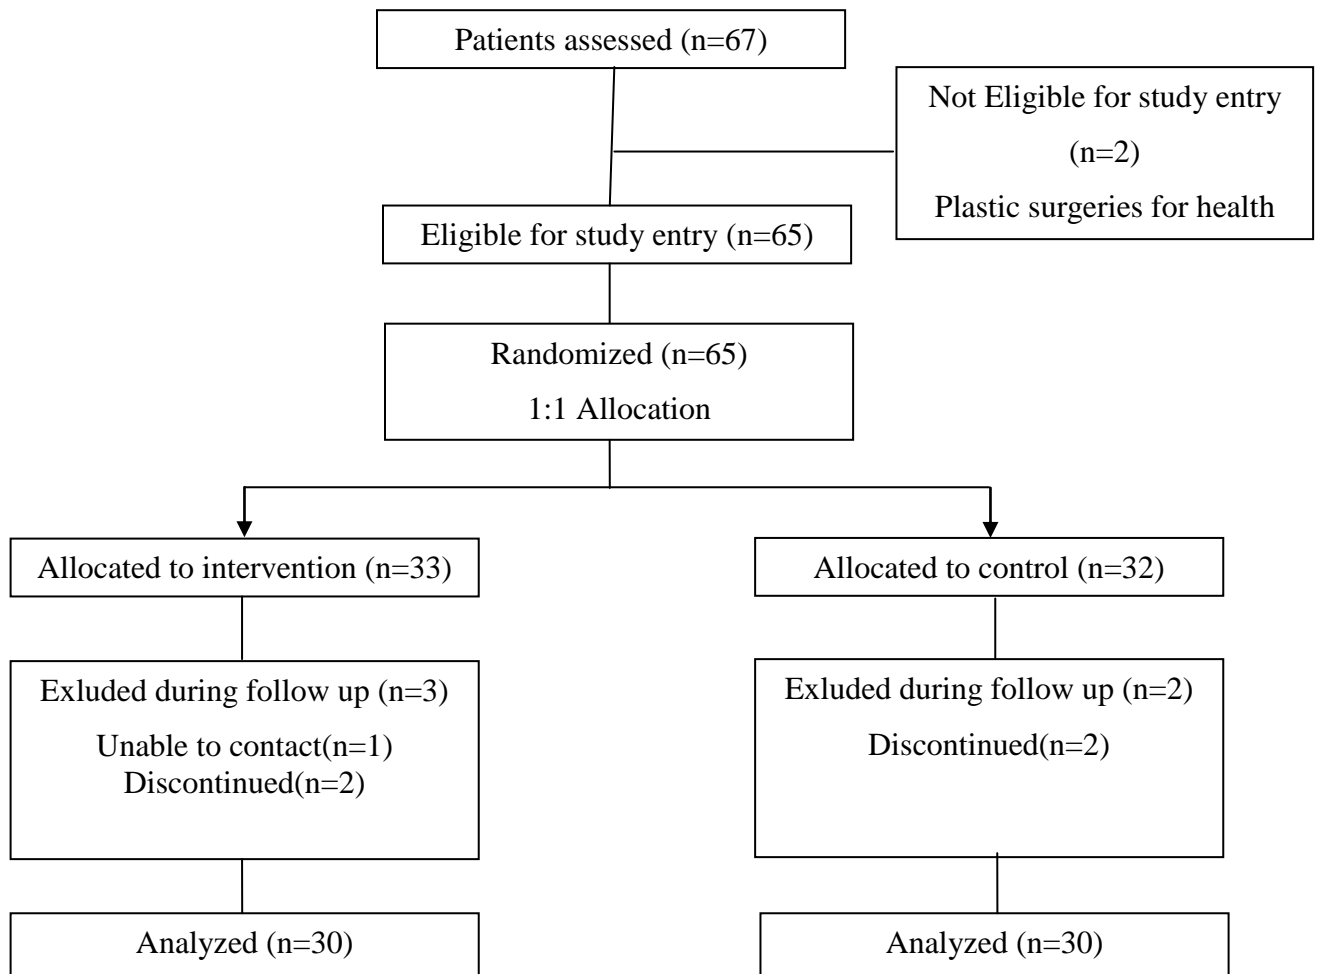 Patients assessed (n=67)
Not Eligible for study entry
(n=2)
Plastic surgeries for health
Eligible for study entry (n=65)
Randomized (n=65)
1:1 Allocation
Allocated to intervention (n=33)
Allocated to control (n=32)
Exluded during follow up (n=3)
Unable to contact(n=1)
Discontinued(n=2)
Exluded during follow up (n=2)
Discontinued(n=2)
Analyzed (n=30)
Analyzed (n=30)